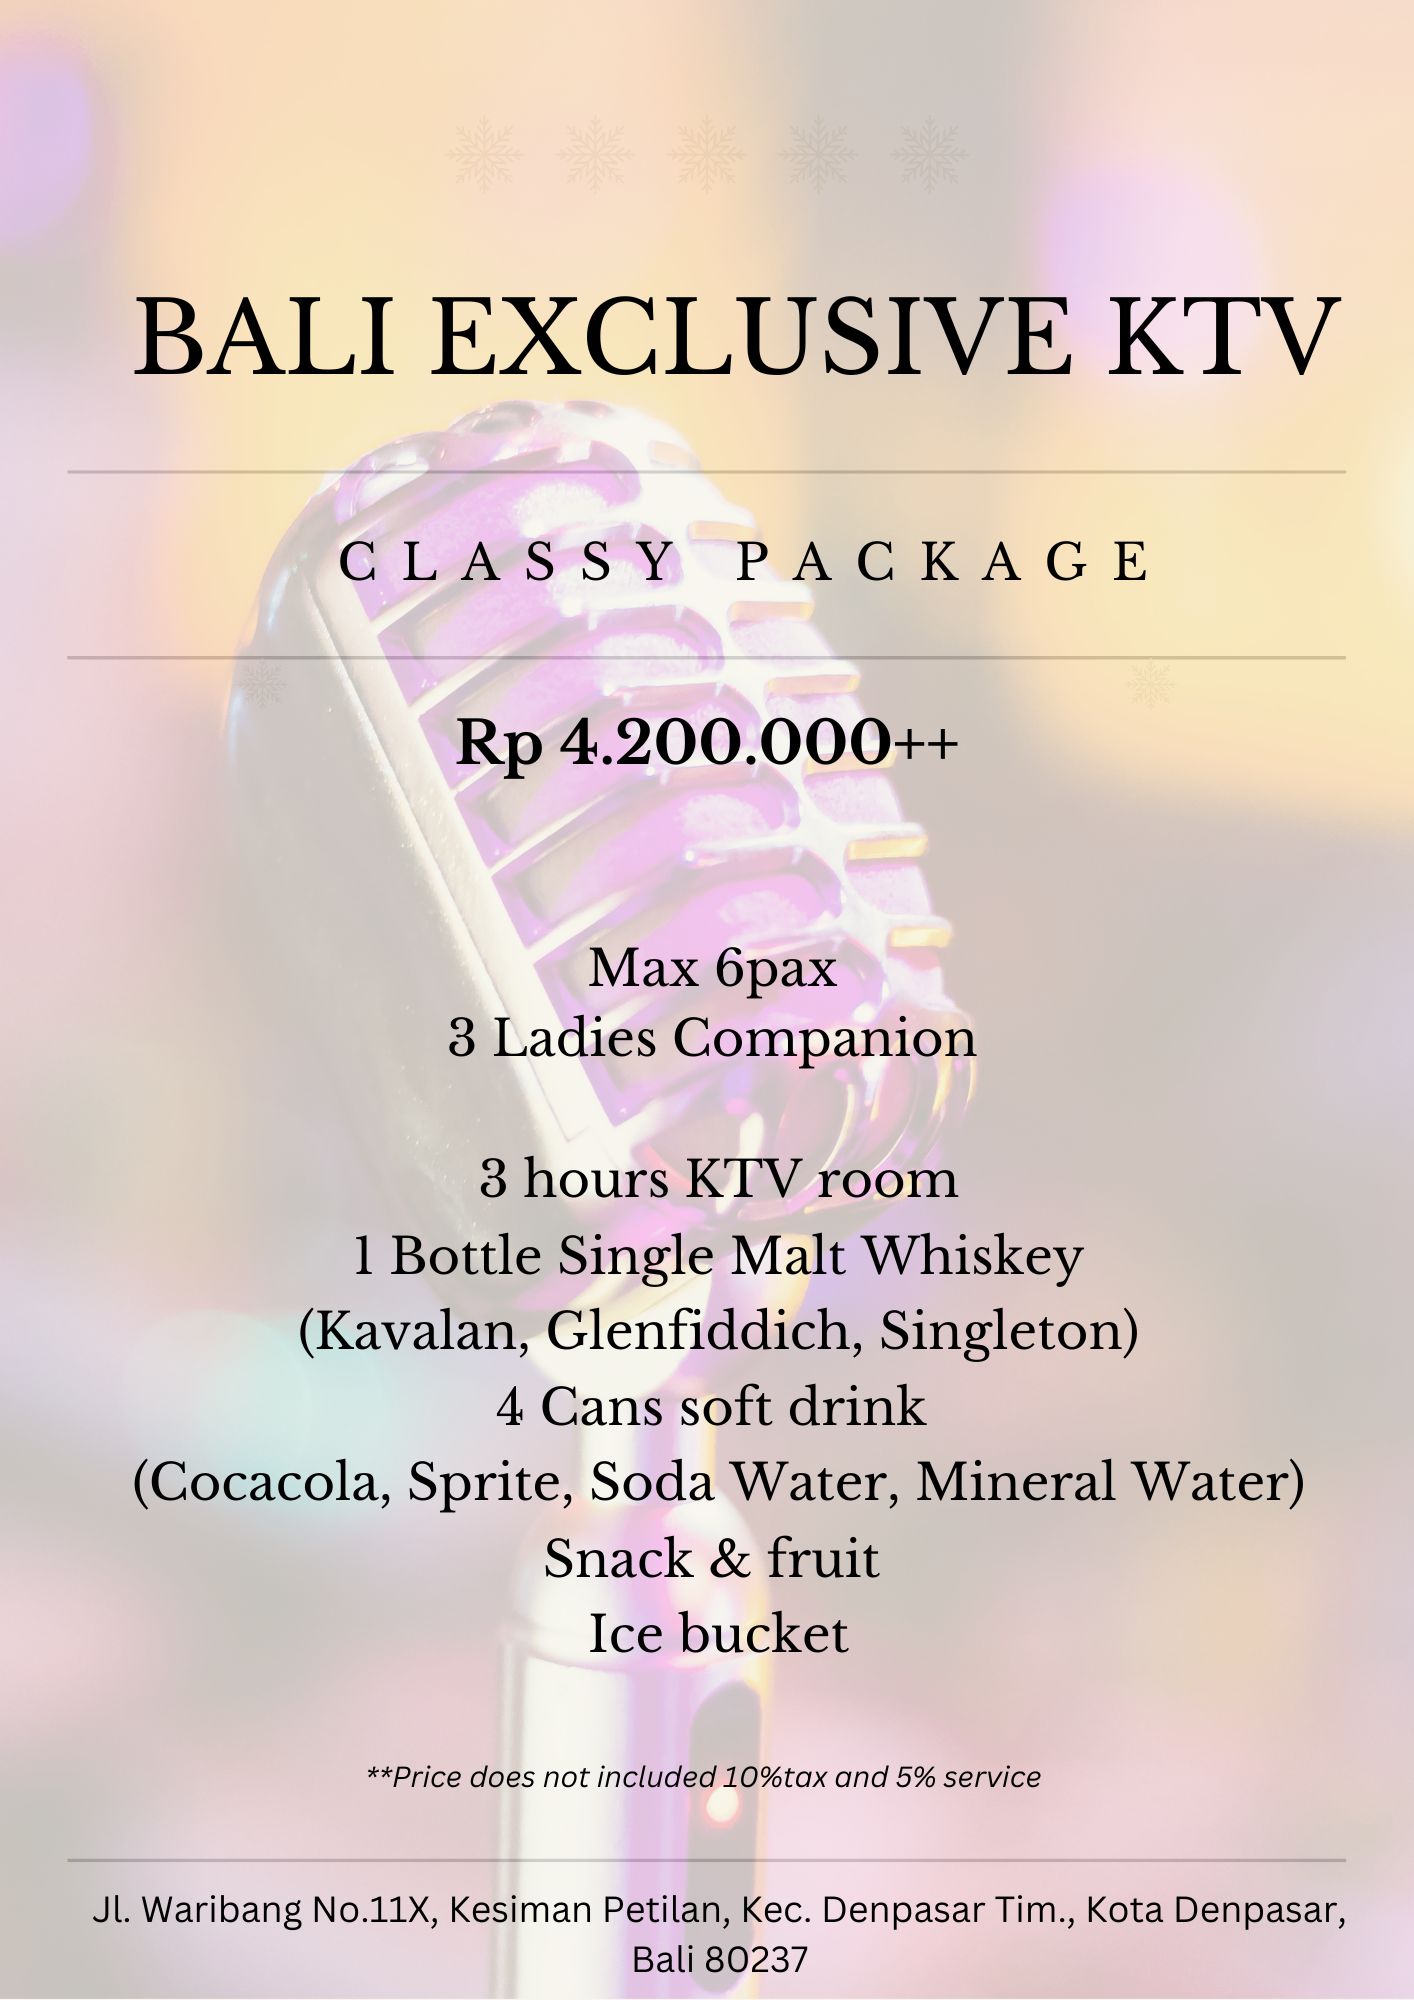 BALI EXCLUSIVE KTV
CLASSY PACKAGE
Rp 4.200.000++
Max 6pax
3 Ladies Companion
3 hours KTV room
1 Bottle Single Malt Whiskey
(Kavalan, Glenfiddich, Singleton)
4 Cans soft drink
(Cocacola, Sprite, Soda Water, Mineral Water)
Snack & fruit
Ice bucket
**Price does not included 10%tax and 5% service
Jl. Waribang No.11X, Kesiman Petilan, Kec. Denpasar Tim., Kota Denpasar,
Bali 80237